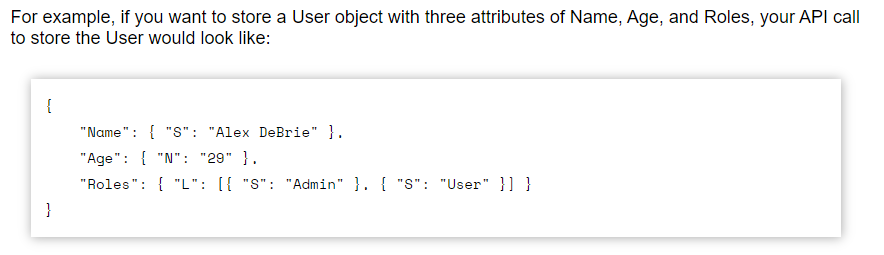 For example, if you want to store a User object with three attributes of Name, Age, and Roles, your API call
to store the User would look like:
{
"Name": { "S": "Alex DeBrie" },
"Age": { "N": "29" },
"Roles": { "L": [{ "S": "Admin" }, { "S": "User" }] }
}